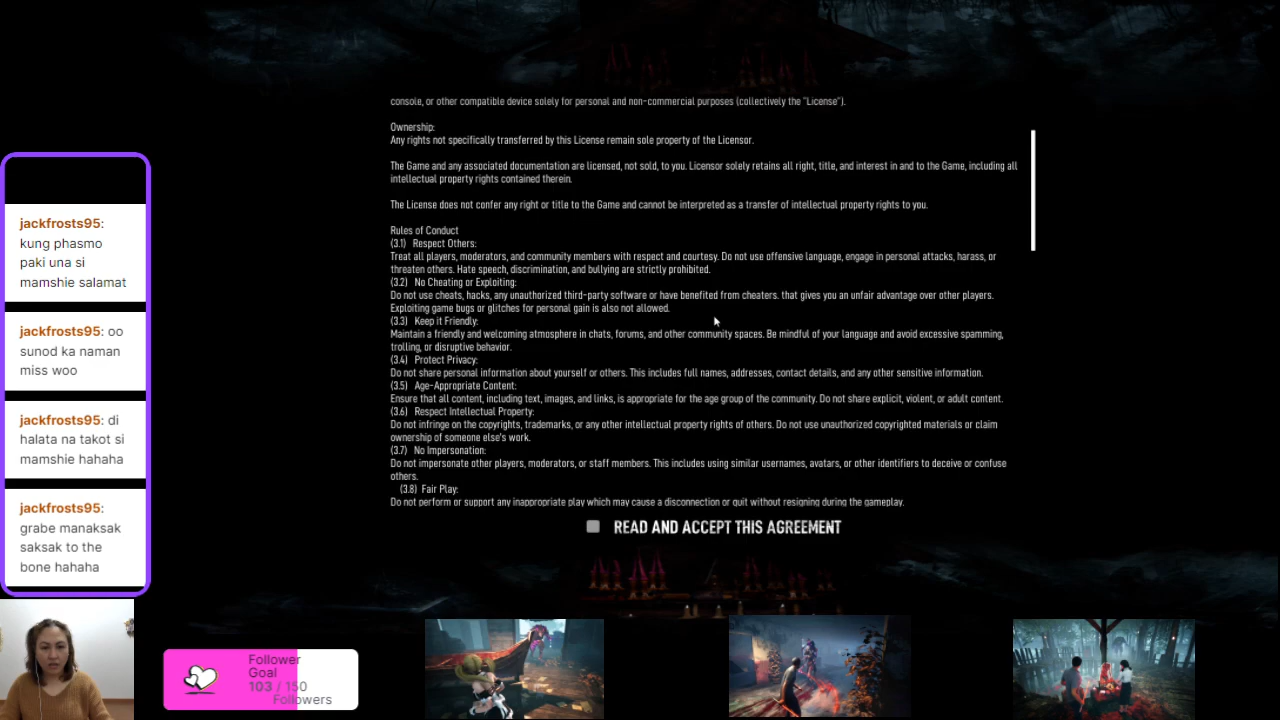 console, or other compatible device solely for personal and non-commercial purposes (collectively the "License").
Ownership:
Any rights not specifically transferred by this License remain sole property of the Licensor.
The Game and any associated documentation are licensed, not sold, to you. Licensor solely retains all right, title, and interest in and to the Game, including all
intellectual property rights contained therein.
The License does not confer any right or title to the Game and cannot be interpreted as a transfer of intellectual property rights to you.
Rules of Conduct
(3.1) Respect Others:
Treat all players, moderators, and community members with respect and courtesy. Do not use offensive language, engage in personal attacks, harass, or
threaten others. Hate speech, discrimination, and bullying are strictly prohibited.
(3.2) No Cheating or Exploiting:
Do not use cheats, hacks, any unauthorized third-party software or have benefited from cheaters. that gives you an unfair advantage over other players.
Exploiting game bugs or glitches for personal gain is also not allowed.
(3.3) Keep it Friendly:
Maintain a friendly and welcoming atmosphere in chats, forums, and other community spaces. Be mindful of your language and avoid excessive spamming,
trolling, or disruptive behavior.
(3.4) Protect Privacy:
Do not share personal information about yourself or others. This includes full names, addresses, contact details, and any other sensitive information.
(3.5) Age-Appropriate Content:
Ensure that all content, including text, images, and links, is appropriate for the age group of the community. Do not share explicit, violent, or adult content.
(3.6) Respect Intellectual Property:
Do not infringe on the copyrights, trademarks, or any other intellectual property rights of others. Do not use unauthorized copyrighted materials or claim
ownership of someone else's work.
(3.7) No Impersonation:
Do not impersonate other players, moderators, or staff members. This includes using similar usernames, avatars, or other identifiers to deceive or confuse
others.
(3.8) Fair Play:
Do not perform or support any inappropriate play which may cause a disconnection or quit without resigning during the gameplay.
READ AND ACCEPT THIS AGREEMENT
jackfrosts95:
kung phasmo
paki una si
mamshie salamat
jackfrosts95: oo
sunod ka naman
miss woo
jackfrosts95: di
halata na takot si
mamshie hahaha
jackfrosts95:
grabe manaksak
saksak to the
bone hahaha
Follower
Goal
103 / 150
Followers